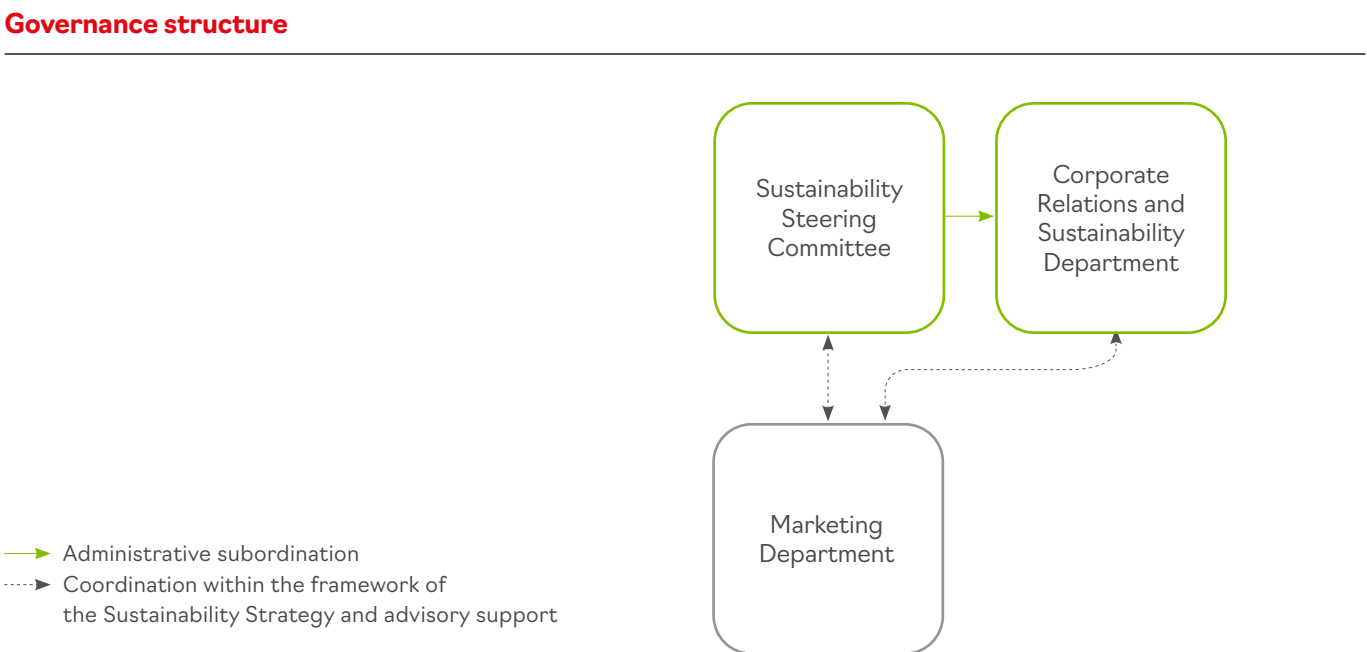 Governance structure
Sustainability
Steering
Committee
Corporate
Relations and
Sustainability
Department
Marketing
Department
Administrative subordination
Coordination within the framework of
the Sustainability Strategy and advisory support